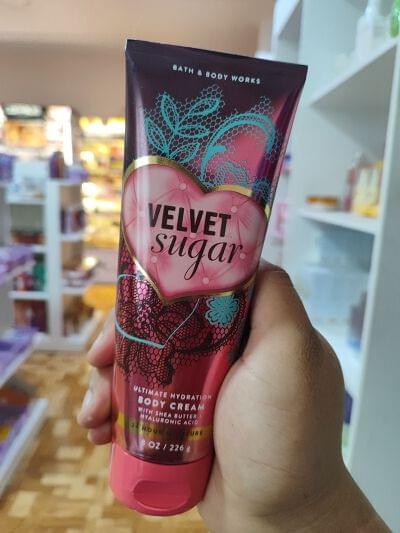 BATH & BODY WORKS
VELVET
sugar
ULTIMATE HYDRATION
BODY CREAM
WITH SHEA BUTTER +
HYALURONIC ACID
8 OZ / 226 g